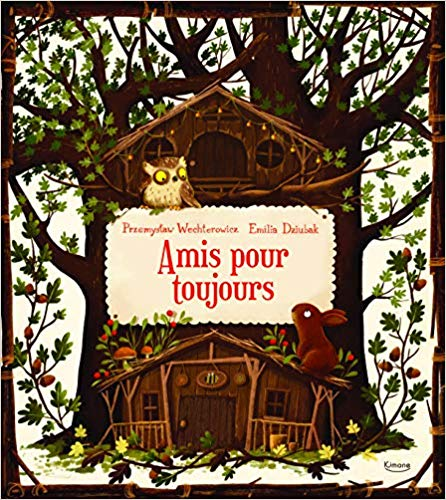 Przemysław Wechterowicz Emilia Dziubak
Amis pour
toujours
Kimane